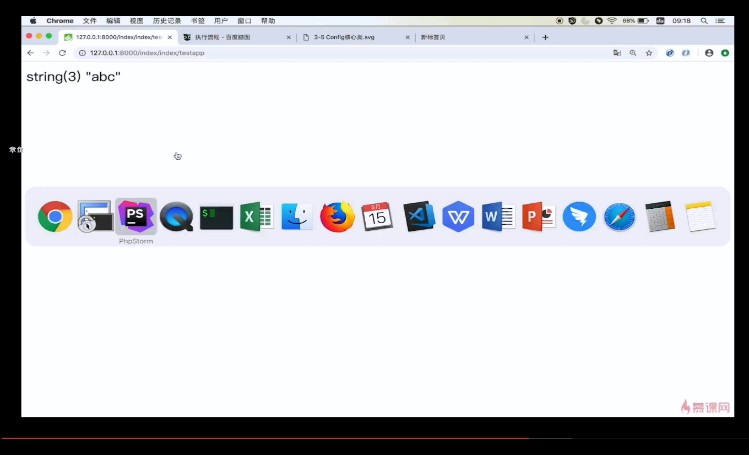 Chrome 文件 编辑 视图 历史记录 书签 用户 窗口 帮助 98% 09:18
127.0.0.1:8000/index/index/tes
执行流程 - 百度脑图
3-5 Config核心类.svg
新标签页
127.0.0.1:8000/index/index/testapp
string(3) "abc"
PhpStorm
慕课网